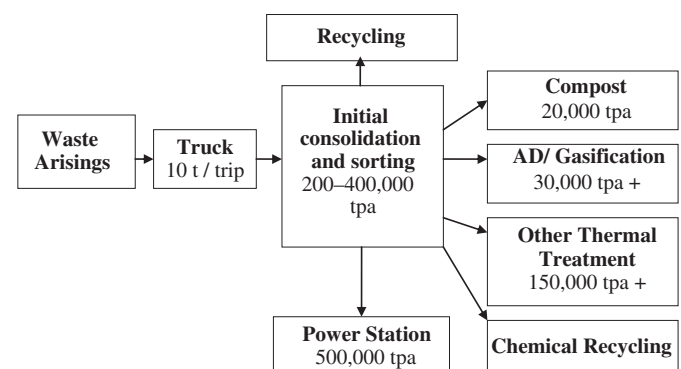 Recycling
Waste
Arisings
Truck
10 t / trip
Initial
consolidation
and sorting
200–400,000
tpa
Compost
20,000 tpa
AD/ Gasification
30,000 tpa +
Other Thermal
Treatment
150,000 tpa +
Chemical Recycling
Power Station
500,000 tpa